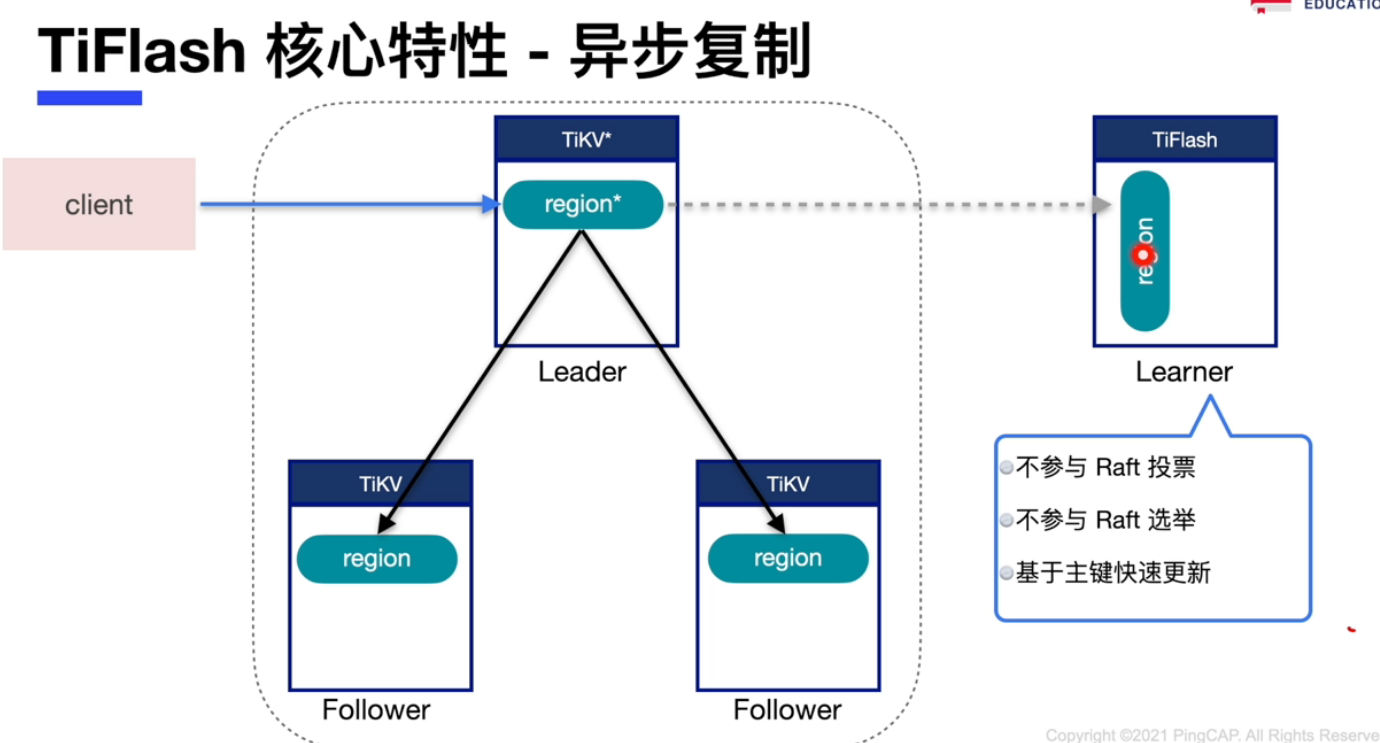 EDUCATIO
TiFlash 核心特性 - 异步复制
client
TiKV*
region*
Leader
TiFlash
region
Learner
不参与 Raft 投票
不参与 Raft 选举
基于主键快速更新
TiKV
region
Follower
TiKV
region
Follower
Copyright ©2021 PingCAP. All Rights Reserve